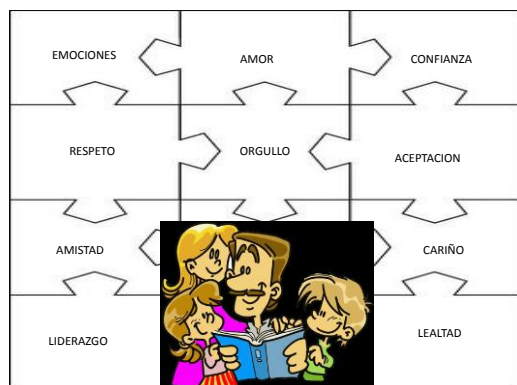 EMOCIONES
AMOR
CONFIANZA
RESPETO
ORGULLO
ACEPTACION
AMISTAD
CARIÑO
LIDERAZGO
LEALTAD